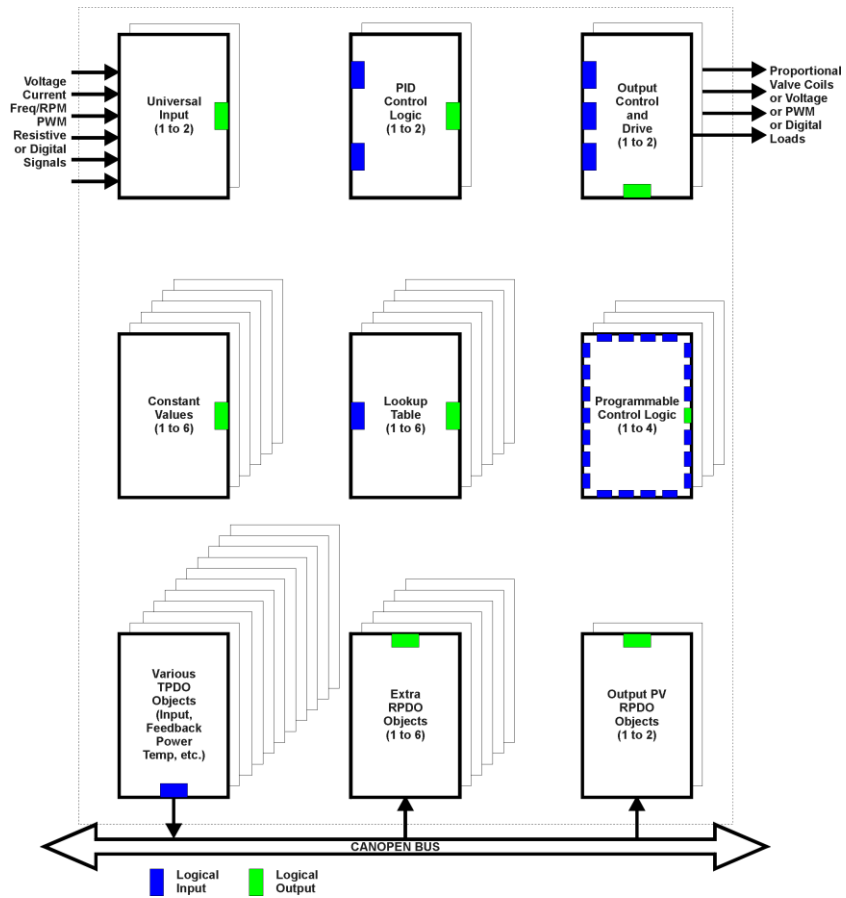 Voltage
Current
Freq/RPM
PWM
Resistive
or Digital
Signals
Universal
Input
(1 to 2)
PID
Control
Logic
(1 to 2)
Output
Control
and
Drive
(1 to 2)
Proportional
Valve Coils
or Voltage
or PWM
or Digital
Loads
Constant
Values
(1 to 6)
Lookup
Table
(1 to 6)
Programmable
Control Logic
(1 to 4)
Various
TPDO
Objects
(Input,
Feedback
Power
Temp, etc.)
Extra
RPDO
Objects
(1 to 6)
Output PV
RPDO
Objects
(1 to 2)
CANOPEN BUS
Logical
Input
Logical
Output